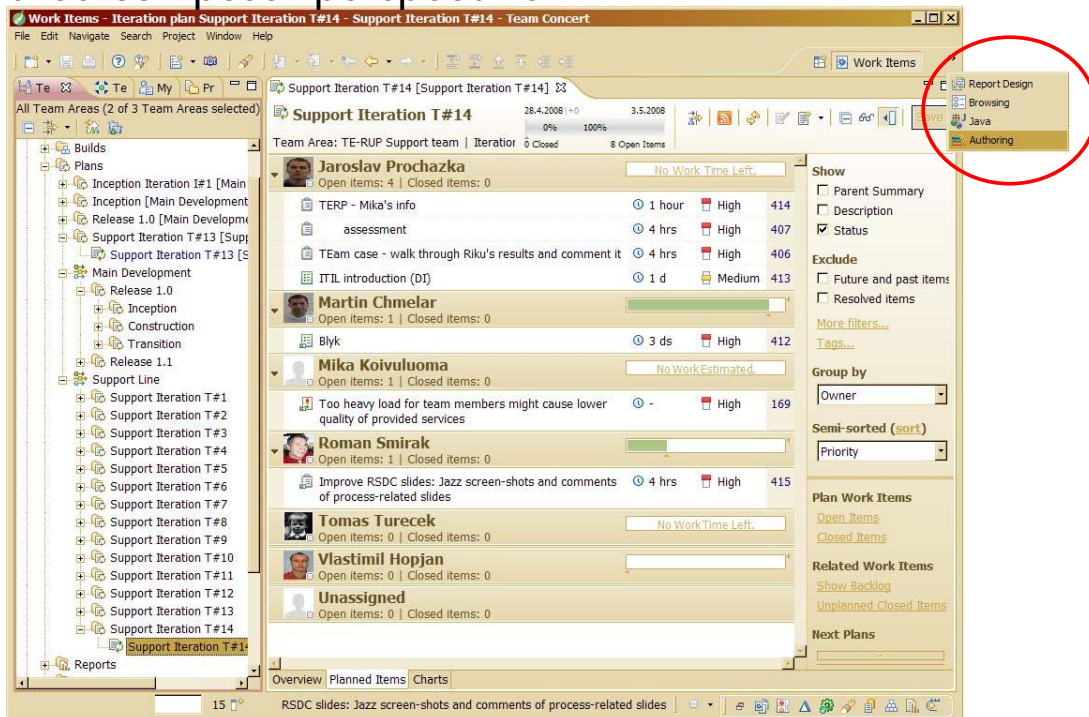 Work Items - Iteration plan Support Iteration T#14 - Support Iteration T#14 - Team Concert
File Edit Navigate Search Project Window Help
Work Items
Report Design
Browsing
Java
Authoring
Te Te My Pr
Support Iteration T#14 [Support Iteration T#14]
All Team Areas (2 of 3 Team Areas selected)
Builds
Plans
Inception Iteration I#1 [Main
Inception [Main Development
Release 1.0 [Main Developme
Support Iteration T#13 [Supp
Support Iteration T#13 [S
Main Development
Release 1.0
Inception
Construction
Transition
Release 1.1
Support Line
Support Iteration T#1
Support Iteration T#2
Support Iteration T#3
Support Iteration T#4
Support Iteration T#5
Support Iteration T#6
Support Iteration T#7
Support Iteration T#8
Support Iteration T#9
Support Iteration T#10
Support Iteration T#11
Support Iteration T#12
Support Iteration T#13
Support Iteration T#14
Support Iteration T#14
Reports
Support Iteration T#14
28.4.2008 +0 3.5.2008
0% 100%
Team Area: TE-RUP Support team | Iteration 0 Closed 8 Open Items
Save
Jaroslav Prochazka No Work Time Left.
Open items: 4 | Closed items: 0
TERP - Mika's info 1 hour High 414
assessment 4 hrs High 407
TEam case - walk through Riku's results and comment it 4 hrs High 406
ITIL introduction (DI) 1 d Medium 413
Martin Chmelar
Open items: 1 | Closed items: 0
Blyk 3 ds High 412
Mika Koivuluoma No Work Estimated.
Open items: 1 | Closed items: 0
Too heavy load for team members might cause lower - High 169
quality of provided services
Roman Smirak
Open items: 1 | Closed items: 0
Improve RSDC slides: Jazz screen-shots and comments 4 hrs High 415
of process-related slides
Tomas Turecek No Work Time Left.
Open items: 0 | Closed items: 0
Vlastimil Hopjan
Open items: 0 | Closed items: 0
Unassigned
Open items: 0 | Closed items: 0
Show
Parent Summary
Description
Status
Exclude
Future and past items
Resolved items
More filters...
Tags...
Group by
Owner
Semi-sorted (sort)
Priority
Plan Work Items
Open Items
Closed Items
Related Work Items
Show Backlog
Unplanned Closed Items
Next Plans
Overview Planned Items Charts
15 RSDC slides: Jazz screen-shots and comments of process-related slides